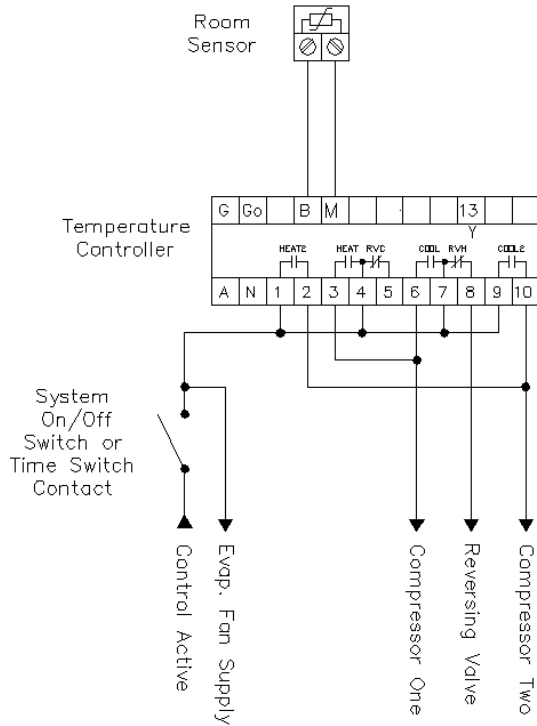 Room
Sensor
G Go B M 13
Y
Temperature
Controller
HEAT2 HEAT RVC COOL RVH COOL2
A N 1 2 3 4 5 6 7 8 9 10
System
On/Off
Switch or
Time Switch
Contact
Control Active
Evap. Fan Supply
Compressor One
Reversing Valve
Compressor Two